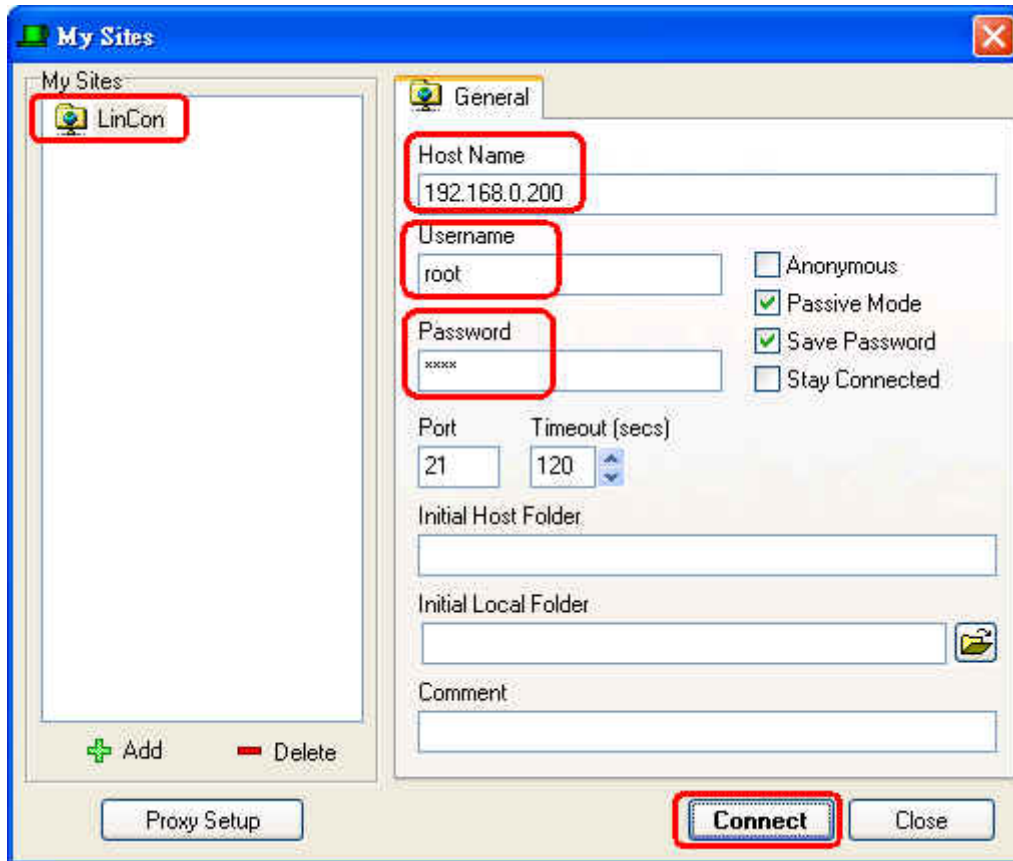 My Sites
My Sites
LinCon
Add Delete
General
Host Name
192.168.0.200
Username
root
Anonymous
Passive Mode
Password
Save Password
****
Stay Connected
Port Timeout (secs)
21 120
Initial Host Folder
Initial Local Folder
Comment
Proxy Setup Connect Close